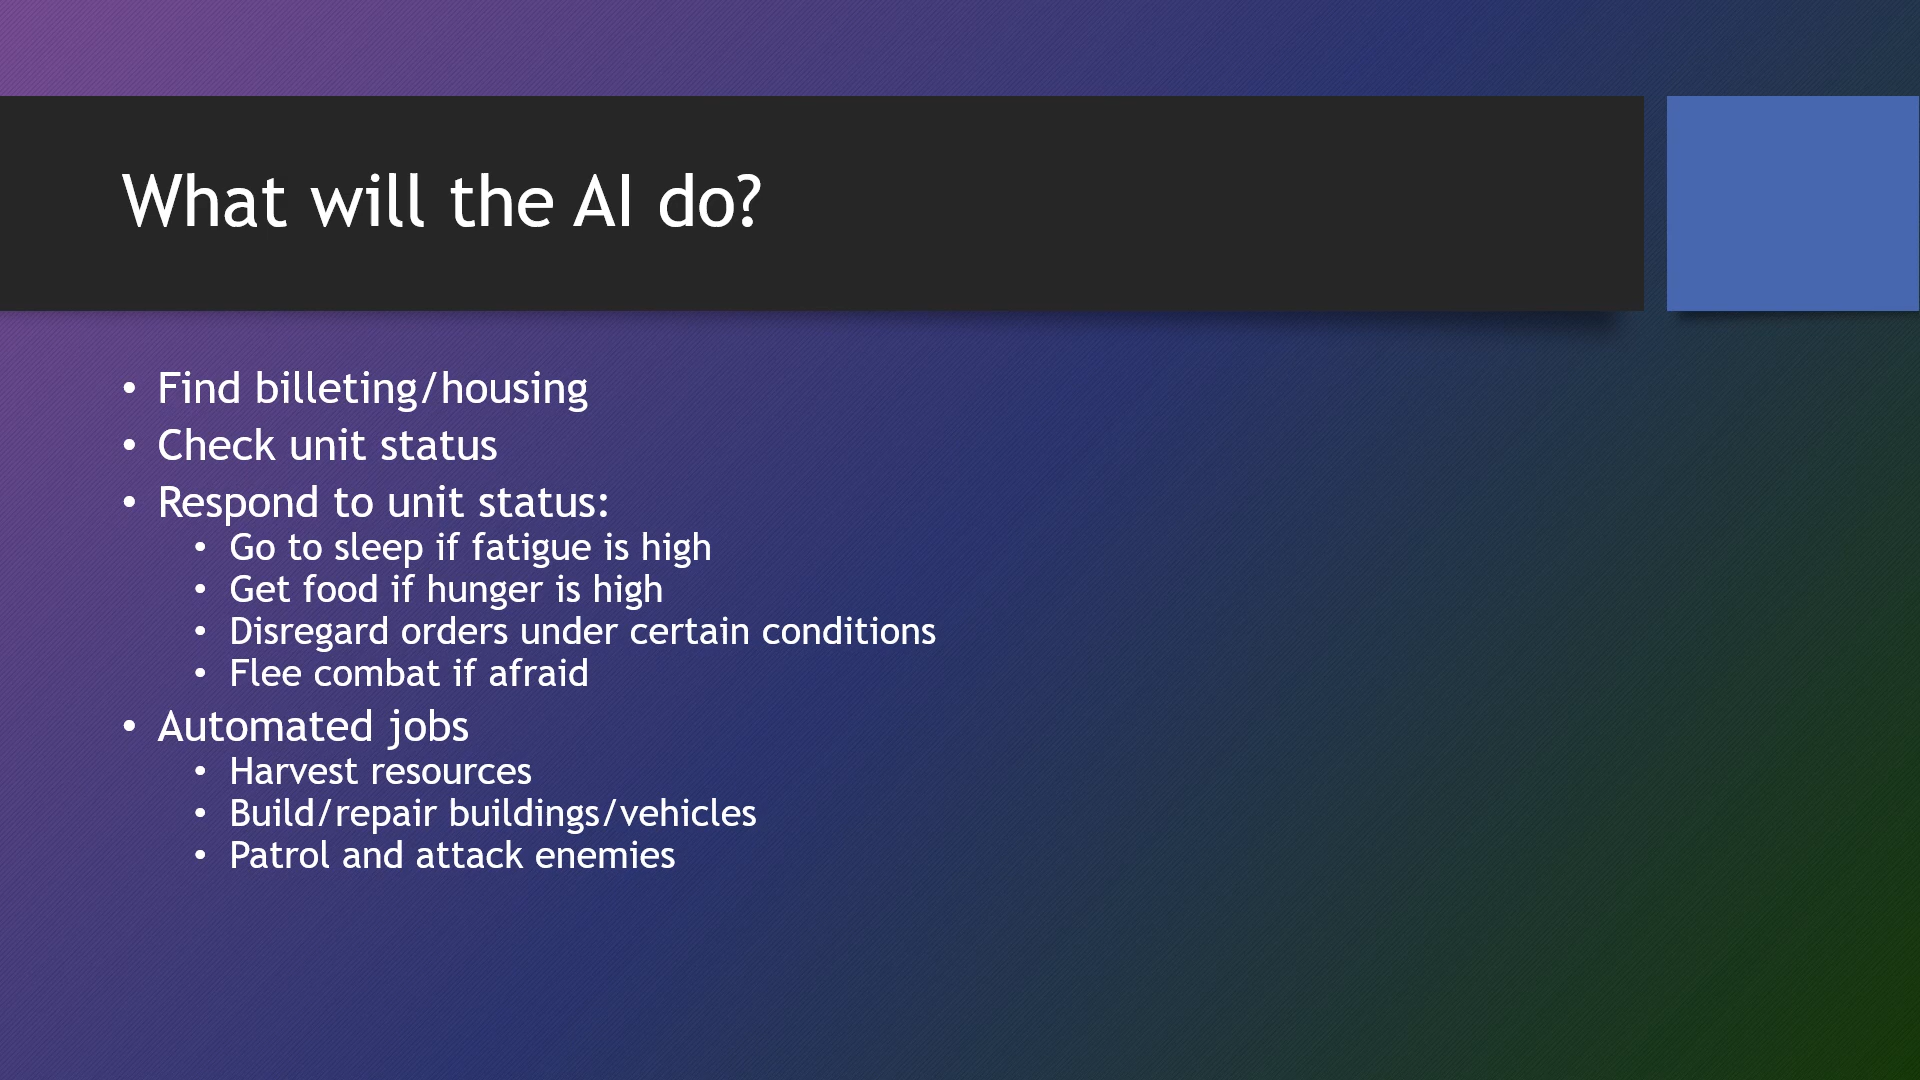 What will the AI do?
• Find billeting/housing
• Check unit status
• Respond to unit status:
• Go to sleep if fatigue is high
• Get food if hunger is high
• Disregard orders under certain conditions
• Flee combat if afraid
• Automated jobs
• Harvest resources
• Build/repair buildings/vehicles
• Patrol and attack enemies